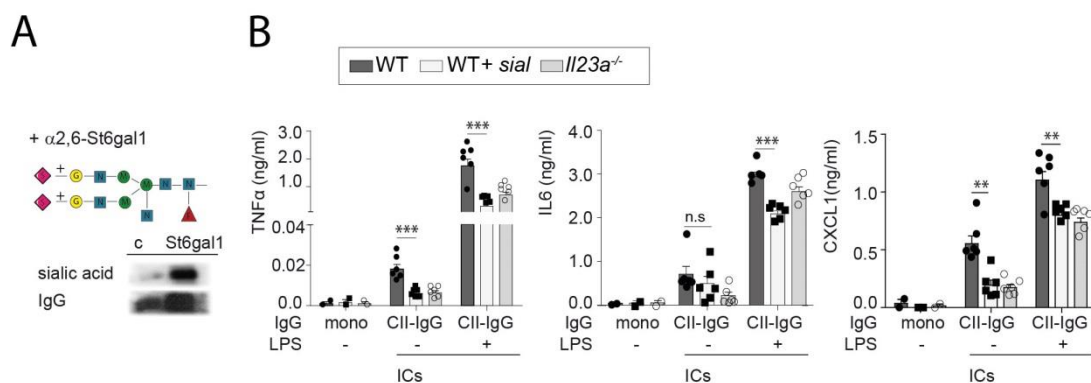 A
B
WT WT+ sial Il23a-/-
+ α2,6-St6gal1
+ G N M M N N
+ G N M N
c St6gal1
sialic acid
IgG
TNFα (ng/ml)
3.0
2.0
1.0
0.04
0.02
0.0
***
***
IgG mono CII-IgG CII-IgG
LPS - - +
ICs
IL6 (ng/ml)
4.0
3.0
2.0
1.0
0.0
n.s
***
mono CII-IgG CII-IgG
IgG
LPS - - +
ICs
CXCL1(ng/ml)
1.5
1.0
0.5
0.0
**
**
IgG mono CII-IgG CII-IgG
LPS - - +
ICs